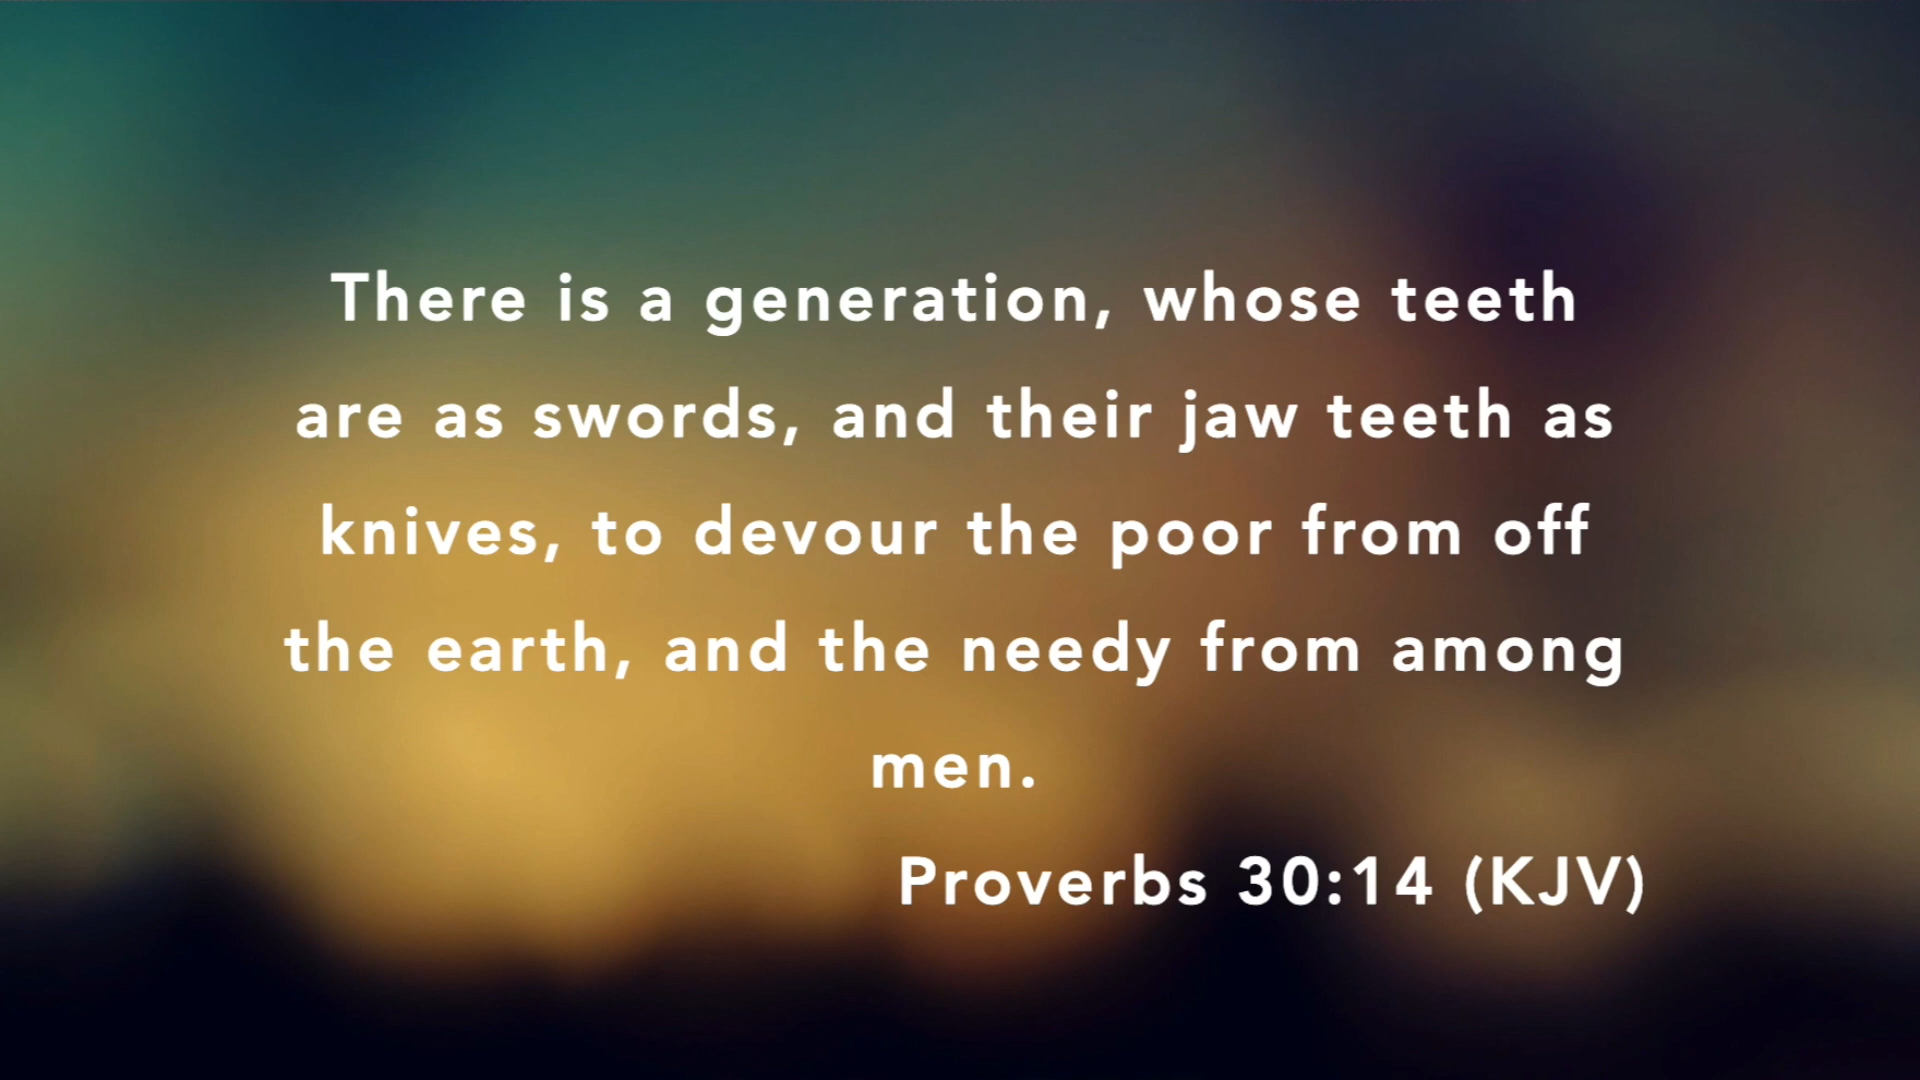 There is a generation, whose teeth
are as swords, and their jaw teeth as
knives, to devour the poor from off
the earth, and the needy from among
men.
Proverbs 30:14 (KJV)